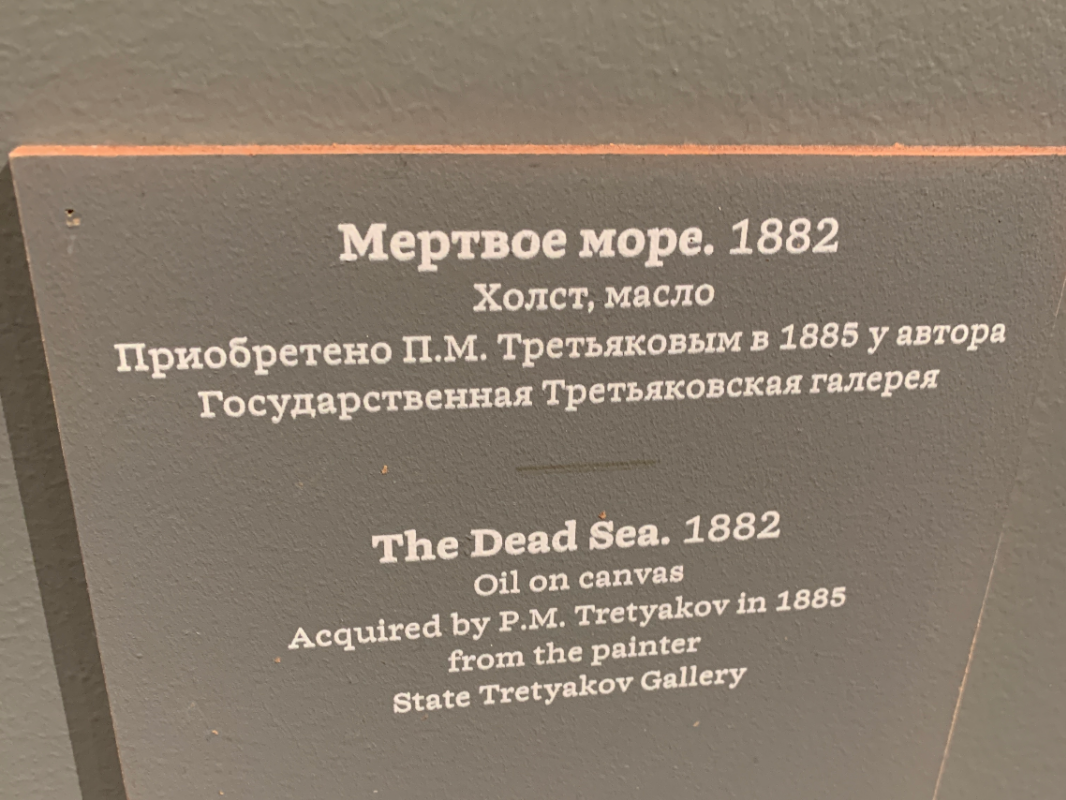 Мертвое море. 1882
Холст, масло
Приобретено П.М. Третьяковым в 1885 у автора
Государственная Третьяковская галерея
The Dead Sea. 1882
Oil on canvas
Acquired by P.M. Tretyakov in 1885
from the painter
State Tretyakov Gallery